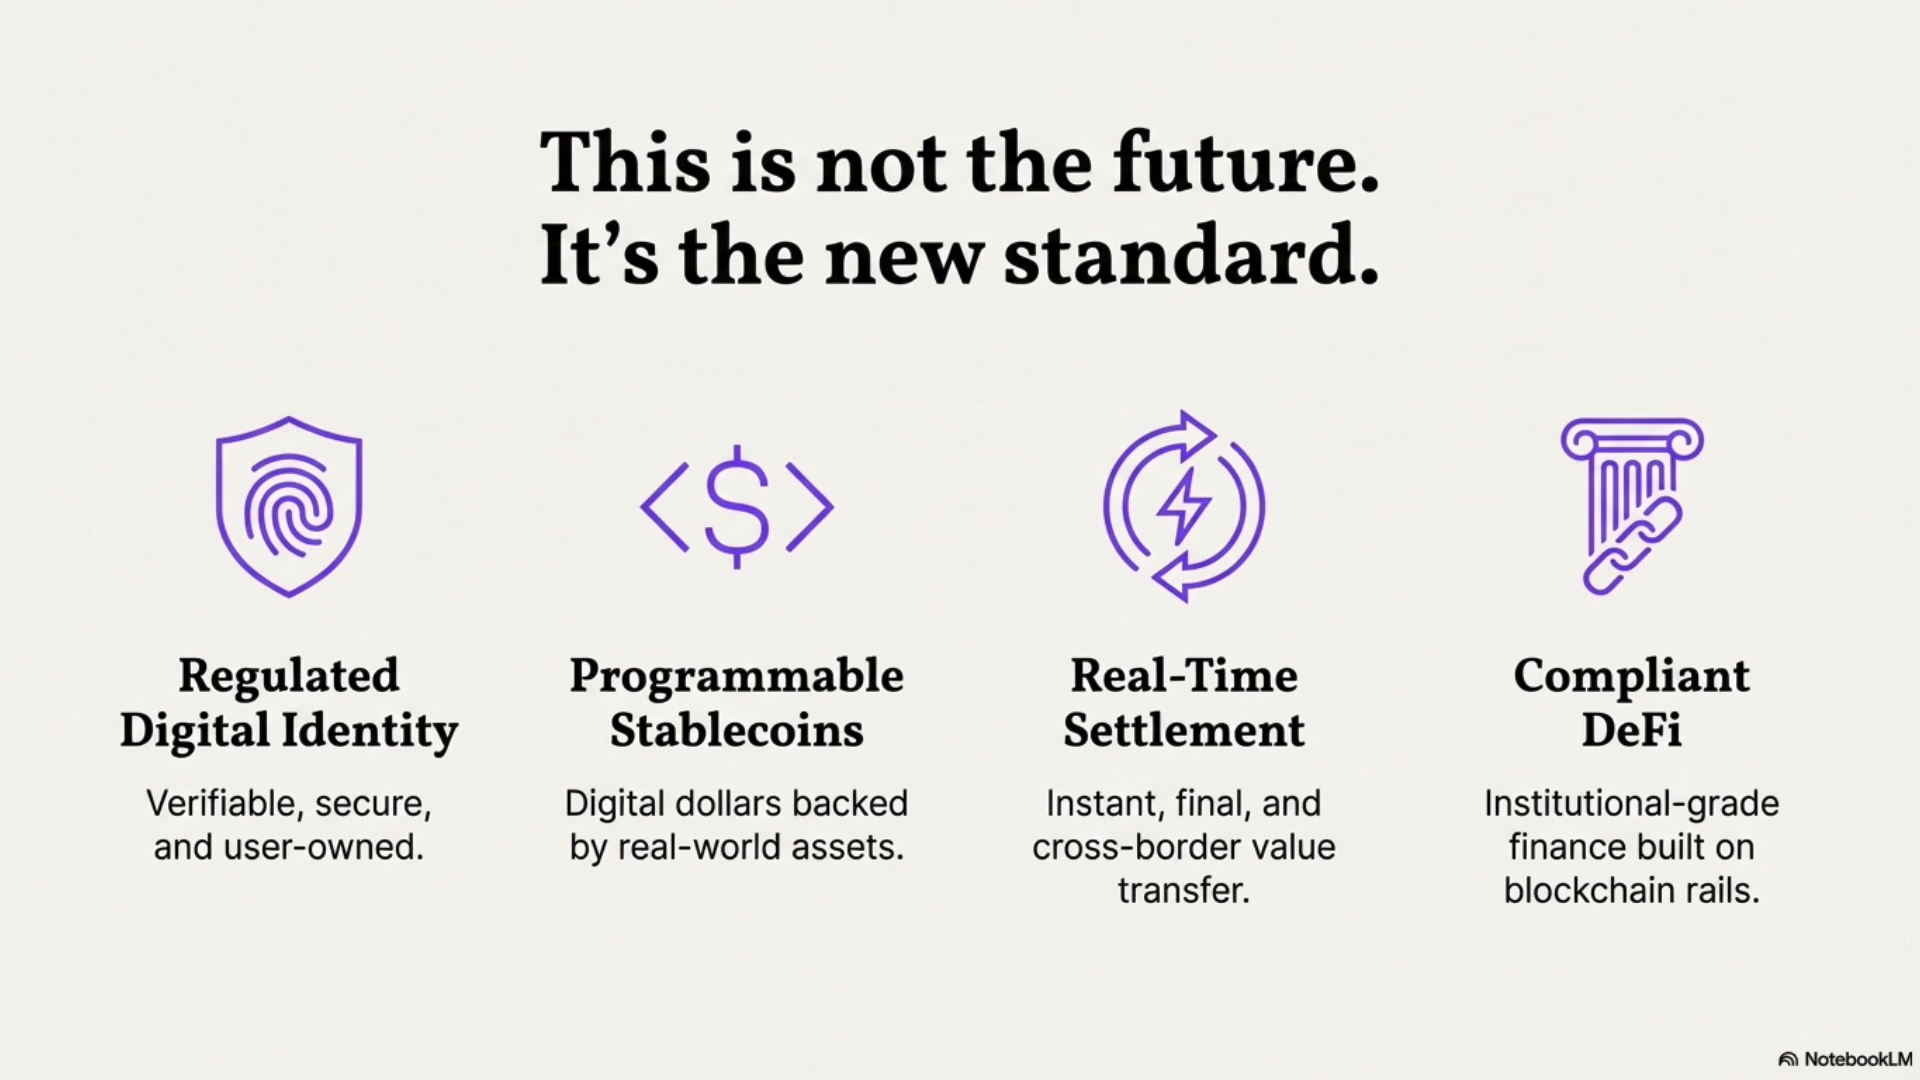 This is not the future.
It’s the new standard.
<$>
Regulated
Digital Identity
Verifiable, secure,
and user-owned.
Programmable
Stablecoins
Digital dollars backed
by real-world assets.
Real-Time
Settlement
Instant, final, and
cross-border value
transfer.
Compliant
DeFi
Institutional-grade
finance built on
blockchain rails.
NotebookLM